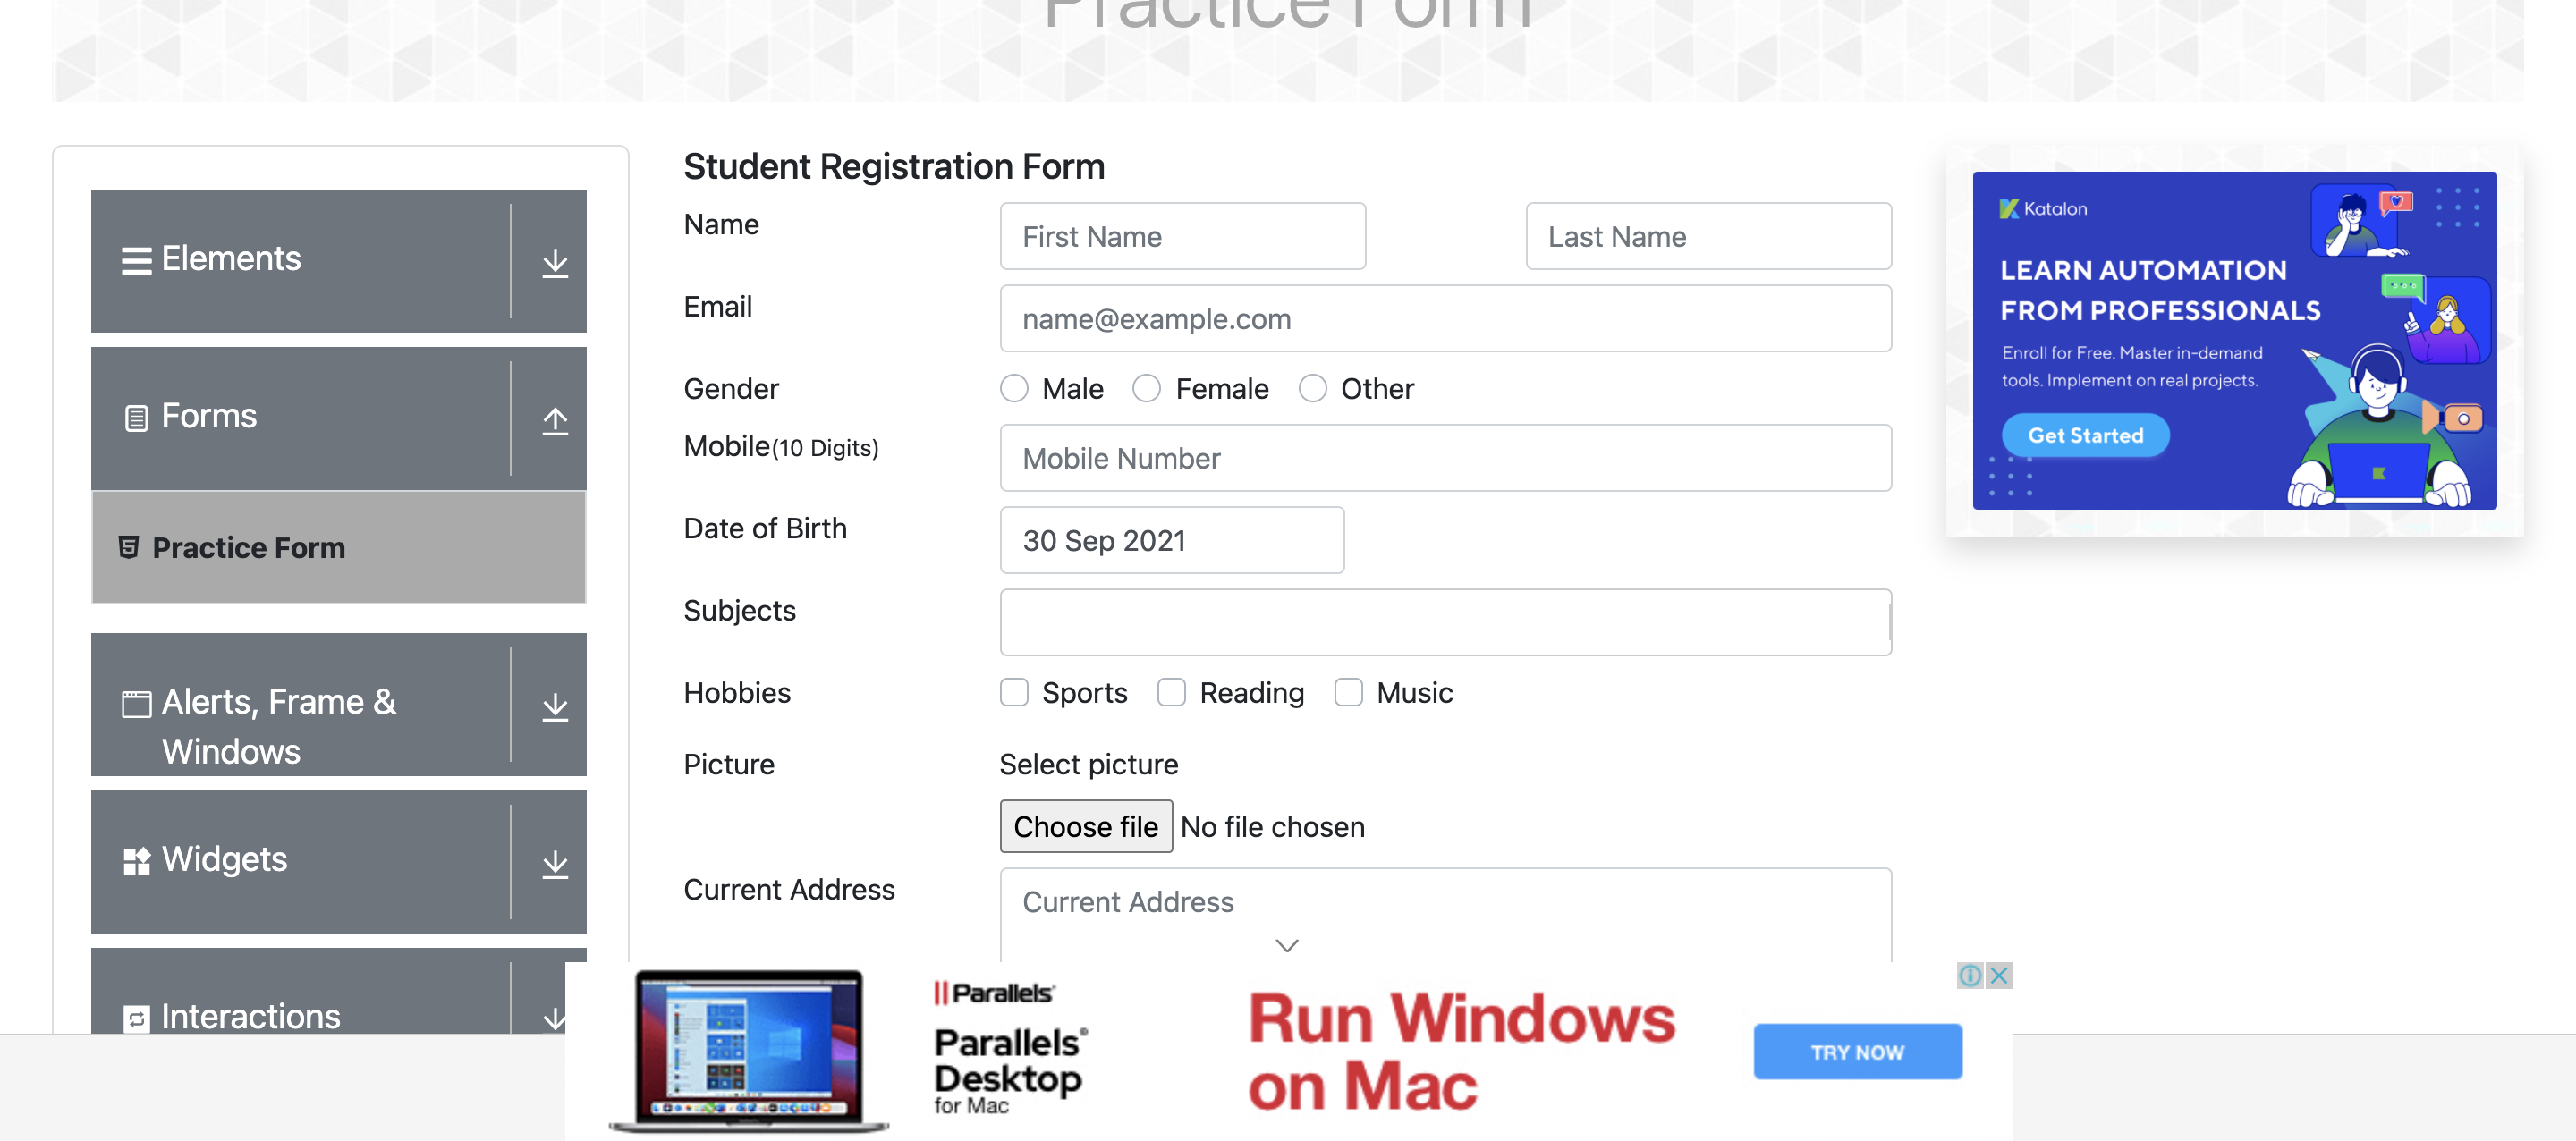 Practice Form
Elements
Forms
Practice Form
Alerts, Frame &
Windows
Widgets
Interactions
Student Registration Form
Name
First Name
Last Name
Email
name@example.com
Gender
Male
Female
Other
Mobile(10 Digits)
Mobile Number
Date of Birth
30 Sep 2021
Subjects
Hobbies
Sports
Reading
Music
Picture
Select picture
Choose file No file chosen
Current Address
Current Address
Katalon
LEARN AUTOMATION
FROM PROFESSIONALS
Enroll for Free. Master in-demand
tools. Implement on real projects.
Get Started
Parallels®
Parallels®
Desktop
for Mac
Run Windows
on Mac
TRY NOW